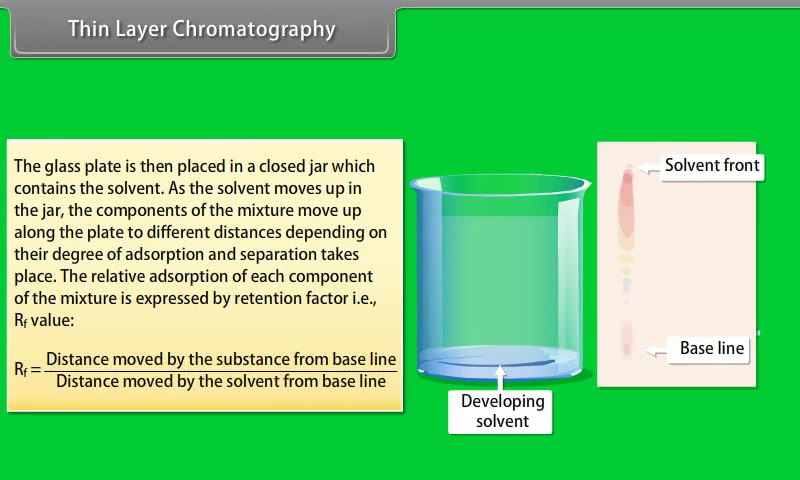 Thin Layer Chromatography
The glass plate is then placed in a closed jar which
contains the solvent. As the solvent moves up in
the jar, the components of the mixture move up
along the plate to different distances depending on
their degree of adsorption and separation takes
place. The relative adsorption of each component
of the mixture is expressed by retention factor i.e.,
Rf value:
Rf = Distance moved by the substance from base line
Distance moved by the solvent from base line
Solvent front
Base line
Developing
solvent